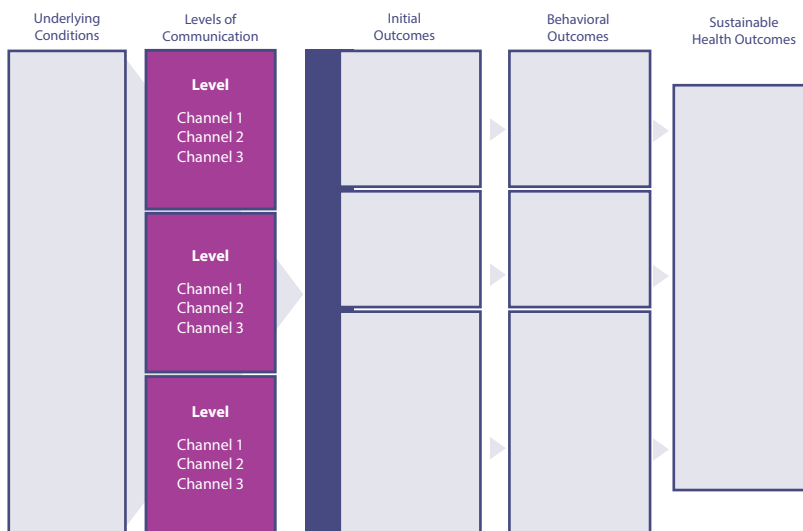 Underlying
Conditions
Levels of
Communication
Initial
Outcomes
Behavioral
Outcomes
Sustainable
Health Outcomes
Level
Channel 1
Channel 2
Channel 3
Level
Channel 1
Channel 2
Channel 3
Level
Channel 1
Channel 2
Channel 3